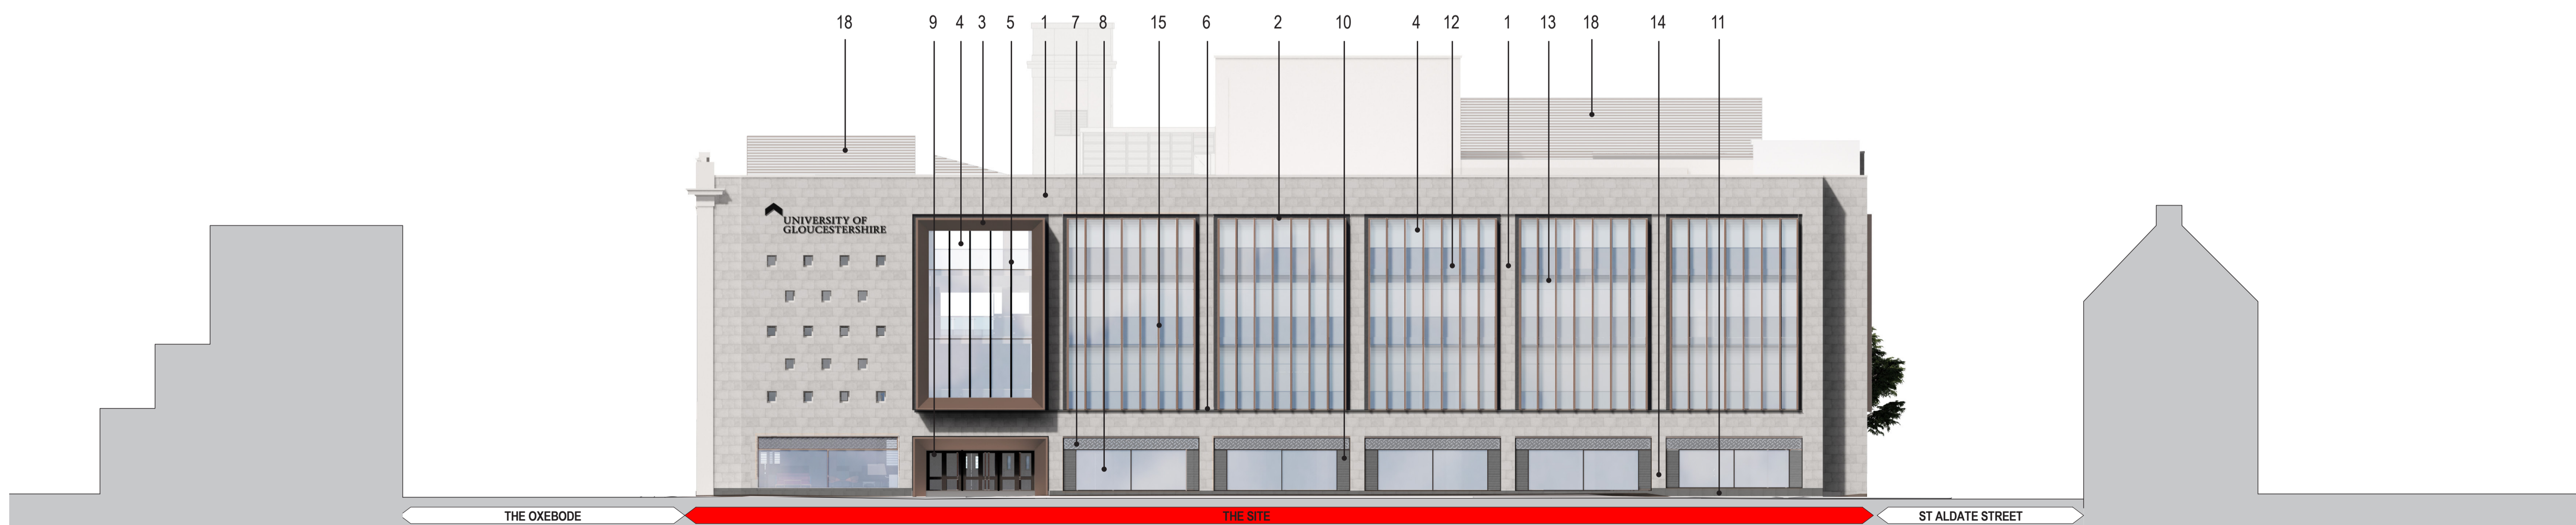 18 9 4 3 5 1 7 8 15 6 2 10 4 12 1 13 18 14 11
UNIVERSITY OF
GLOUCESTERSHIRE
THE OXEBODE THE SITE ST ALDATE STREET